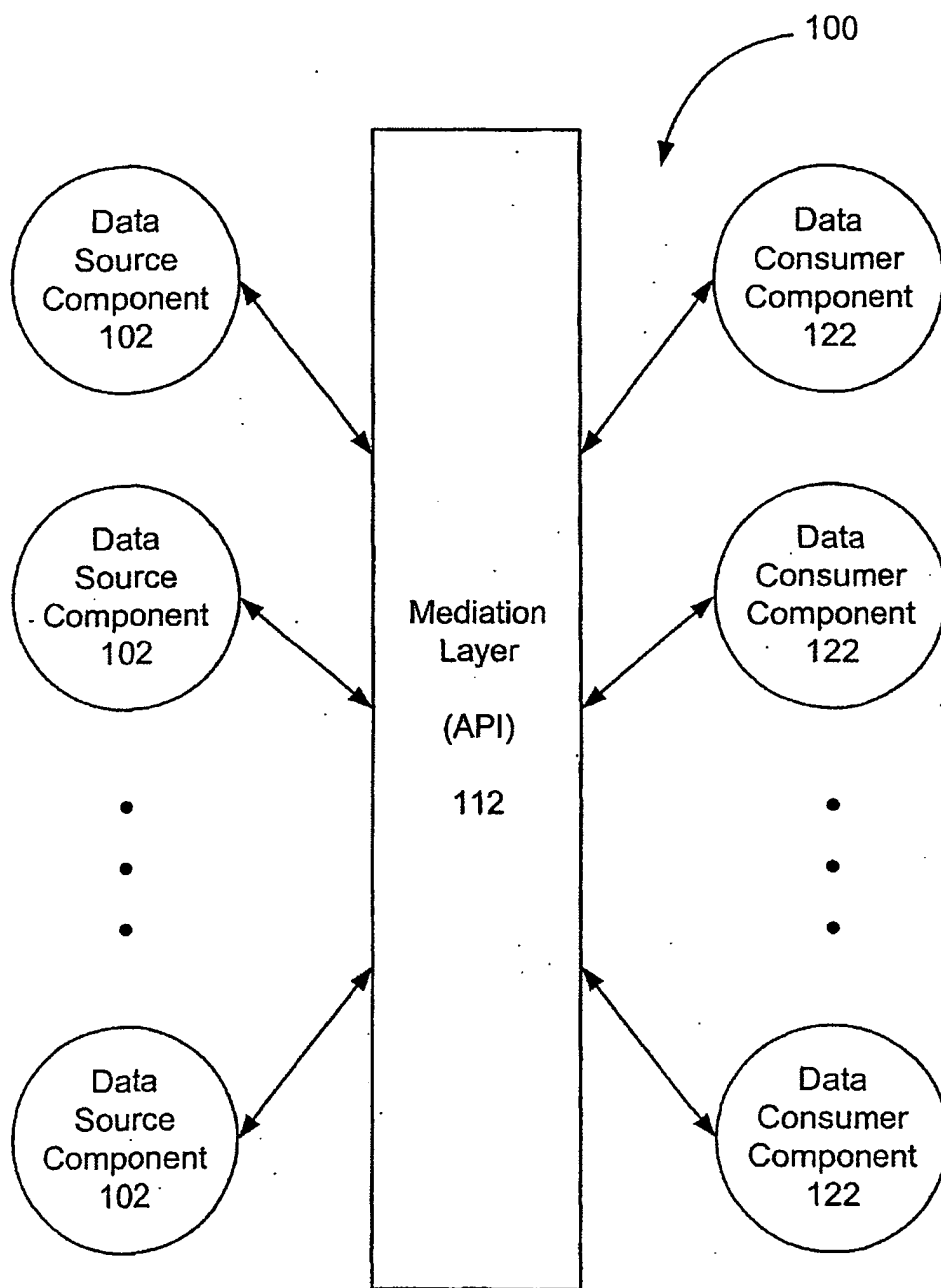 100
Data
Source
Component
102
Data
Consumer
Component
122
Data
Source
Component
102
Mediation
Layer
(API)
112
Data
Consumer
Component
122
Data
Source
Component
102
Data
Consumer
Component
122